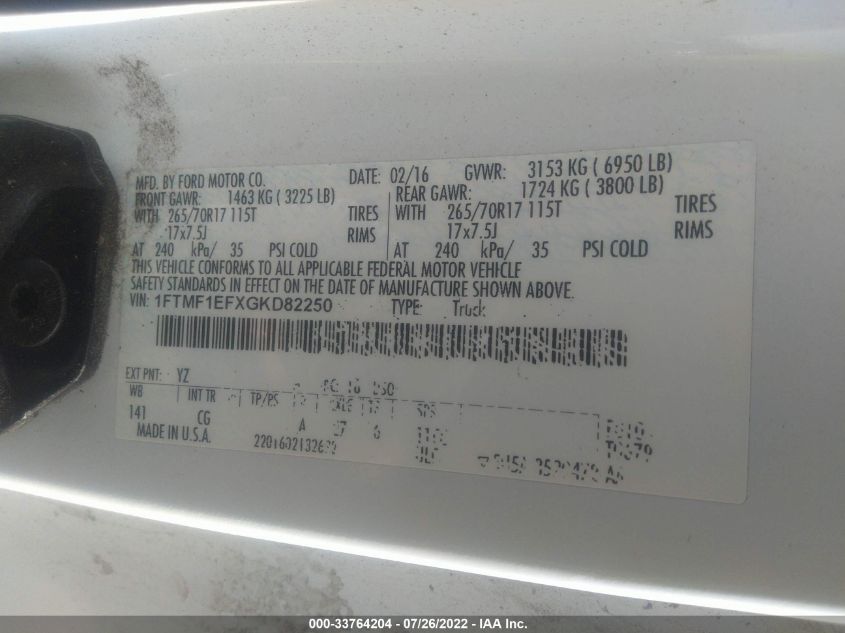 MFD. BY FORD MOTOR CO. DATE: 02/16 GVWR: 3153 KG ( 6950 LB)
FRONT GAWR: 1463 KG ( 3225 LB) REAR GAWR: 1724 KG ( 3800 LB)
WITH 265/70R17 115T TIRES WITH 265/70R17 115T TIRES
17x7.5J RIMS 17x7.5J RIMS
AT 240 kPa/ 35 PSI COLD AT 240 kPa/ 35 PSI COLD
THIS VEHICLE CONFORMS TO ALL APPLICABLE FEDERAL MOTOR VEHICLE
SAFETY STANDARDS IN EFFECT ON THE DATE OF MANUFACTURE SHOWN ABOVE.
VIN: 1FTMF1EFXGKD82250 TYPE: Truck
EXT PNT: YZ
WB INT TR TP/PS
141 CG A 6
MADE IN U.S.A.
000-33764204 - 07/26/2022 - IAA Inc.